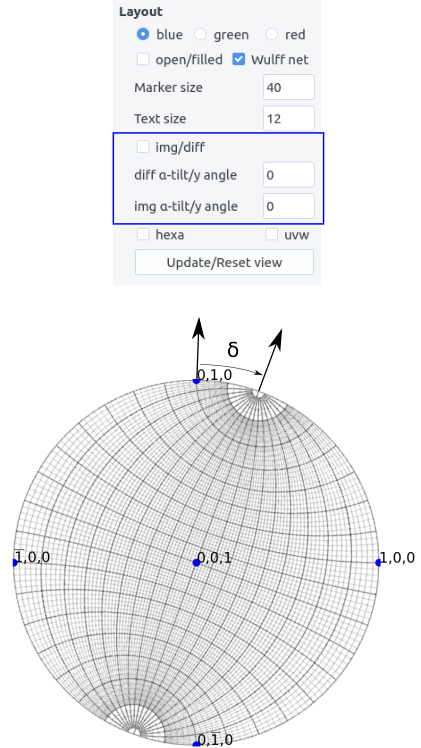 Layout
blue green red
open/filled Wulff net
Marker size 40
Text size 12
img/diff
diff α-tilt/y angle 0
img α-tilt/y angle 0
hexa uvw
Update/Reset view
δ
0,1,0
1̅,0,0 0,0,1 1,0,0
0,1̅,0